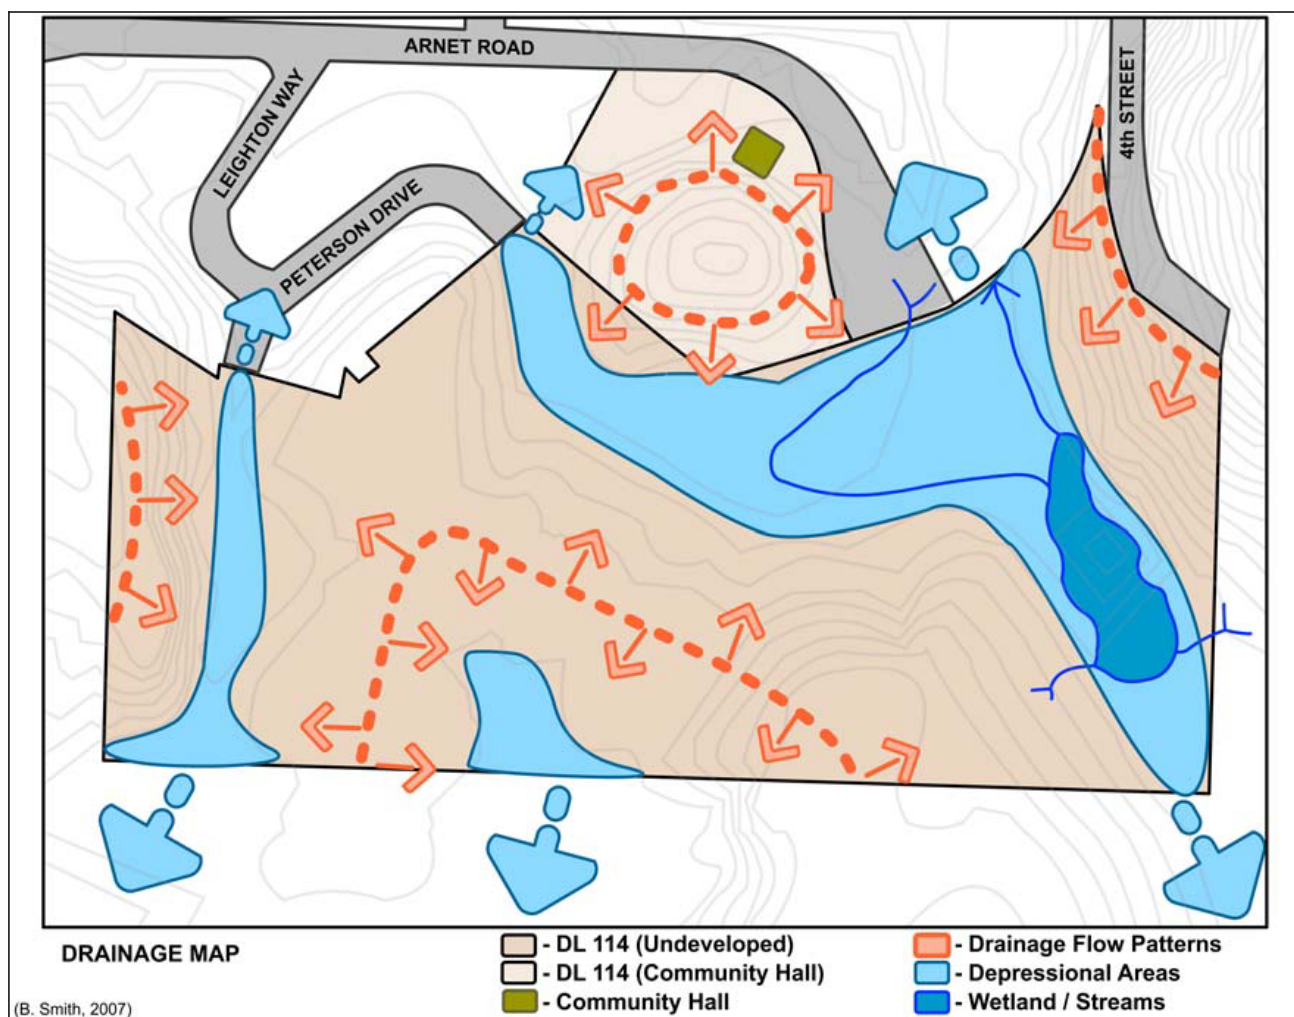 ARNET ROAD
4th STREET
LEIGHTON WAY
PETERSON DRIVE
DRAINAGE MAP
- DL 114 (Undeveloped)
- DL 114 (Community Hall)
- Community Hall
- Drainage Flow Patterns
- Depressional Areas
- Wetland / Streams
(B. Smith, 2007)